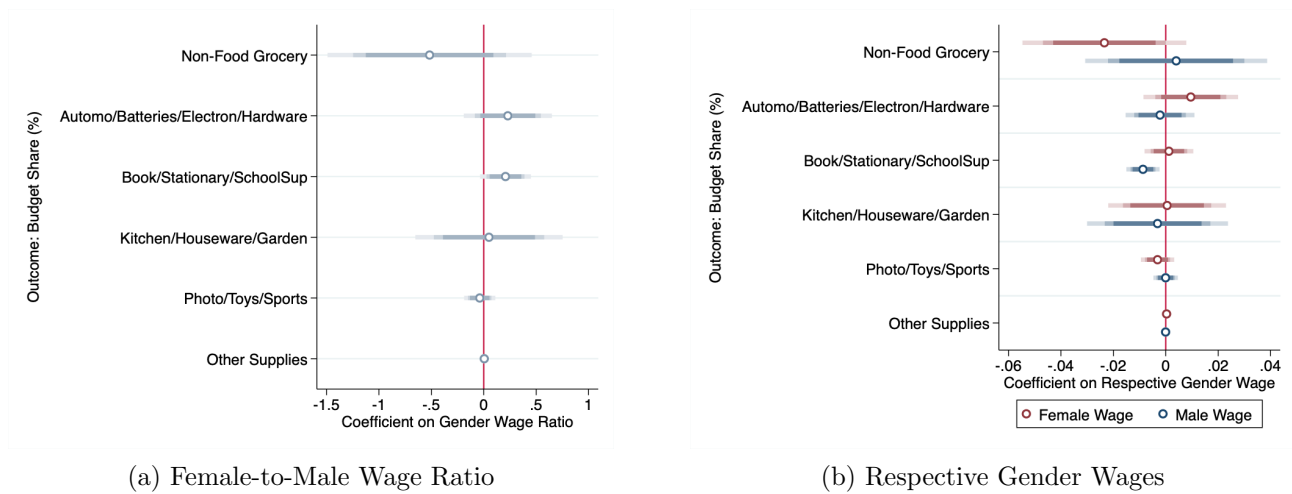 Outcome: Budget Share (%)
Non-Food Grocery
Automo/Batteries/Electron/Hardware
Book/Stationary/SchoolSup
Kitchen/Houseware/Garden
Photo/Toys/Sports
Other Supplies
-1.5 -1 -.5 0 .5 1
Coefficient on Gender Wage Ratio
(a) Female-to-Male Wage Ratio
Outcome: Budget Share (%)
Non-Food Grocery
Automo/Batteries/Electron/Hardware
Book/Stationary/SchoolSup
Kitchen/Houseware/Garden
Photo/Toys/Sports
Other Supplies
-.06 -.04 -.02 0 .02 .04
Coefficient on Respective Gender Wage
Female Wage Male Wage
(b) Respective Gender Wages